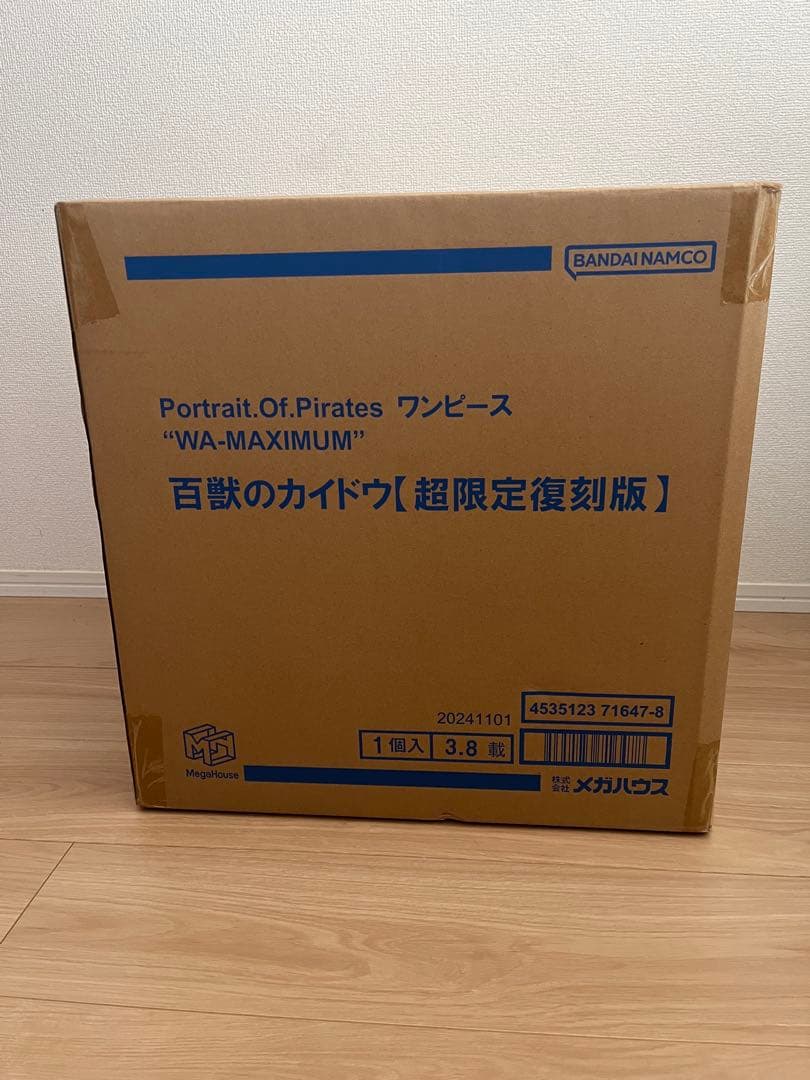 BANDAI NAMCO
Portrait.Of.Pirates ワンピース
“WA-MAXIMUM”
百獣のカイドウ【超限定復刻版】
20241101
4535123 71647-8
1個入 3.8 載
MegaHouse
株式会社 メガハウス